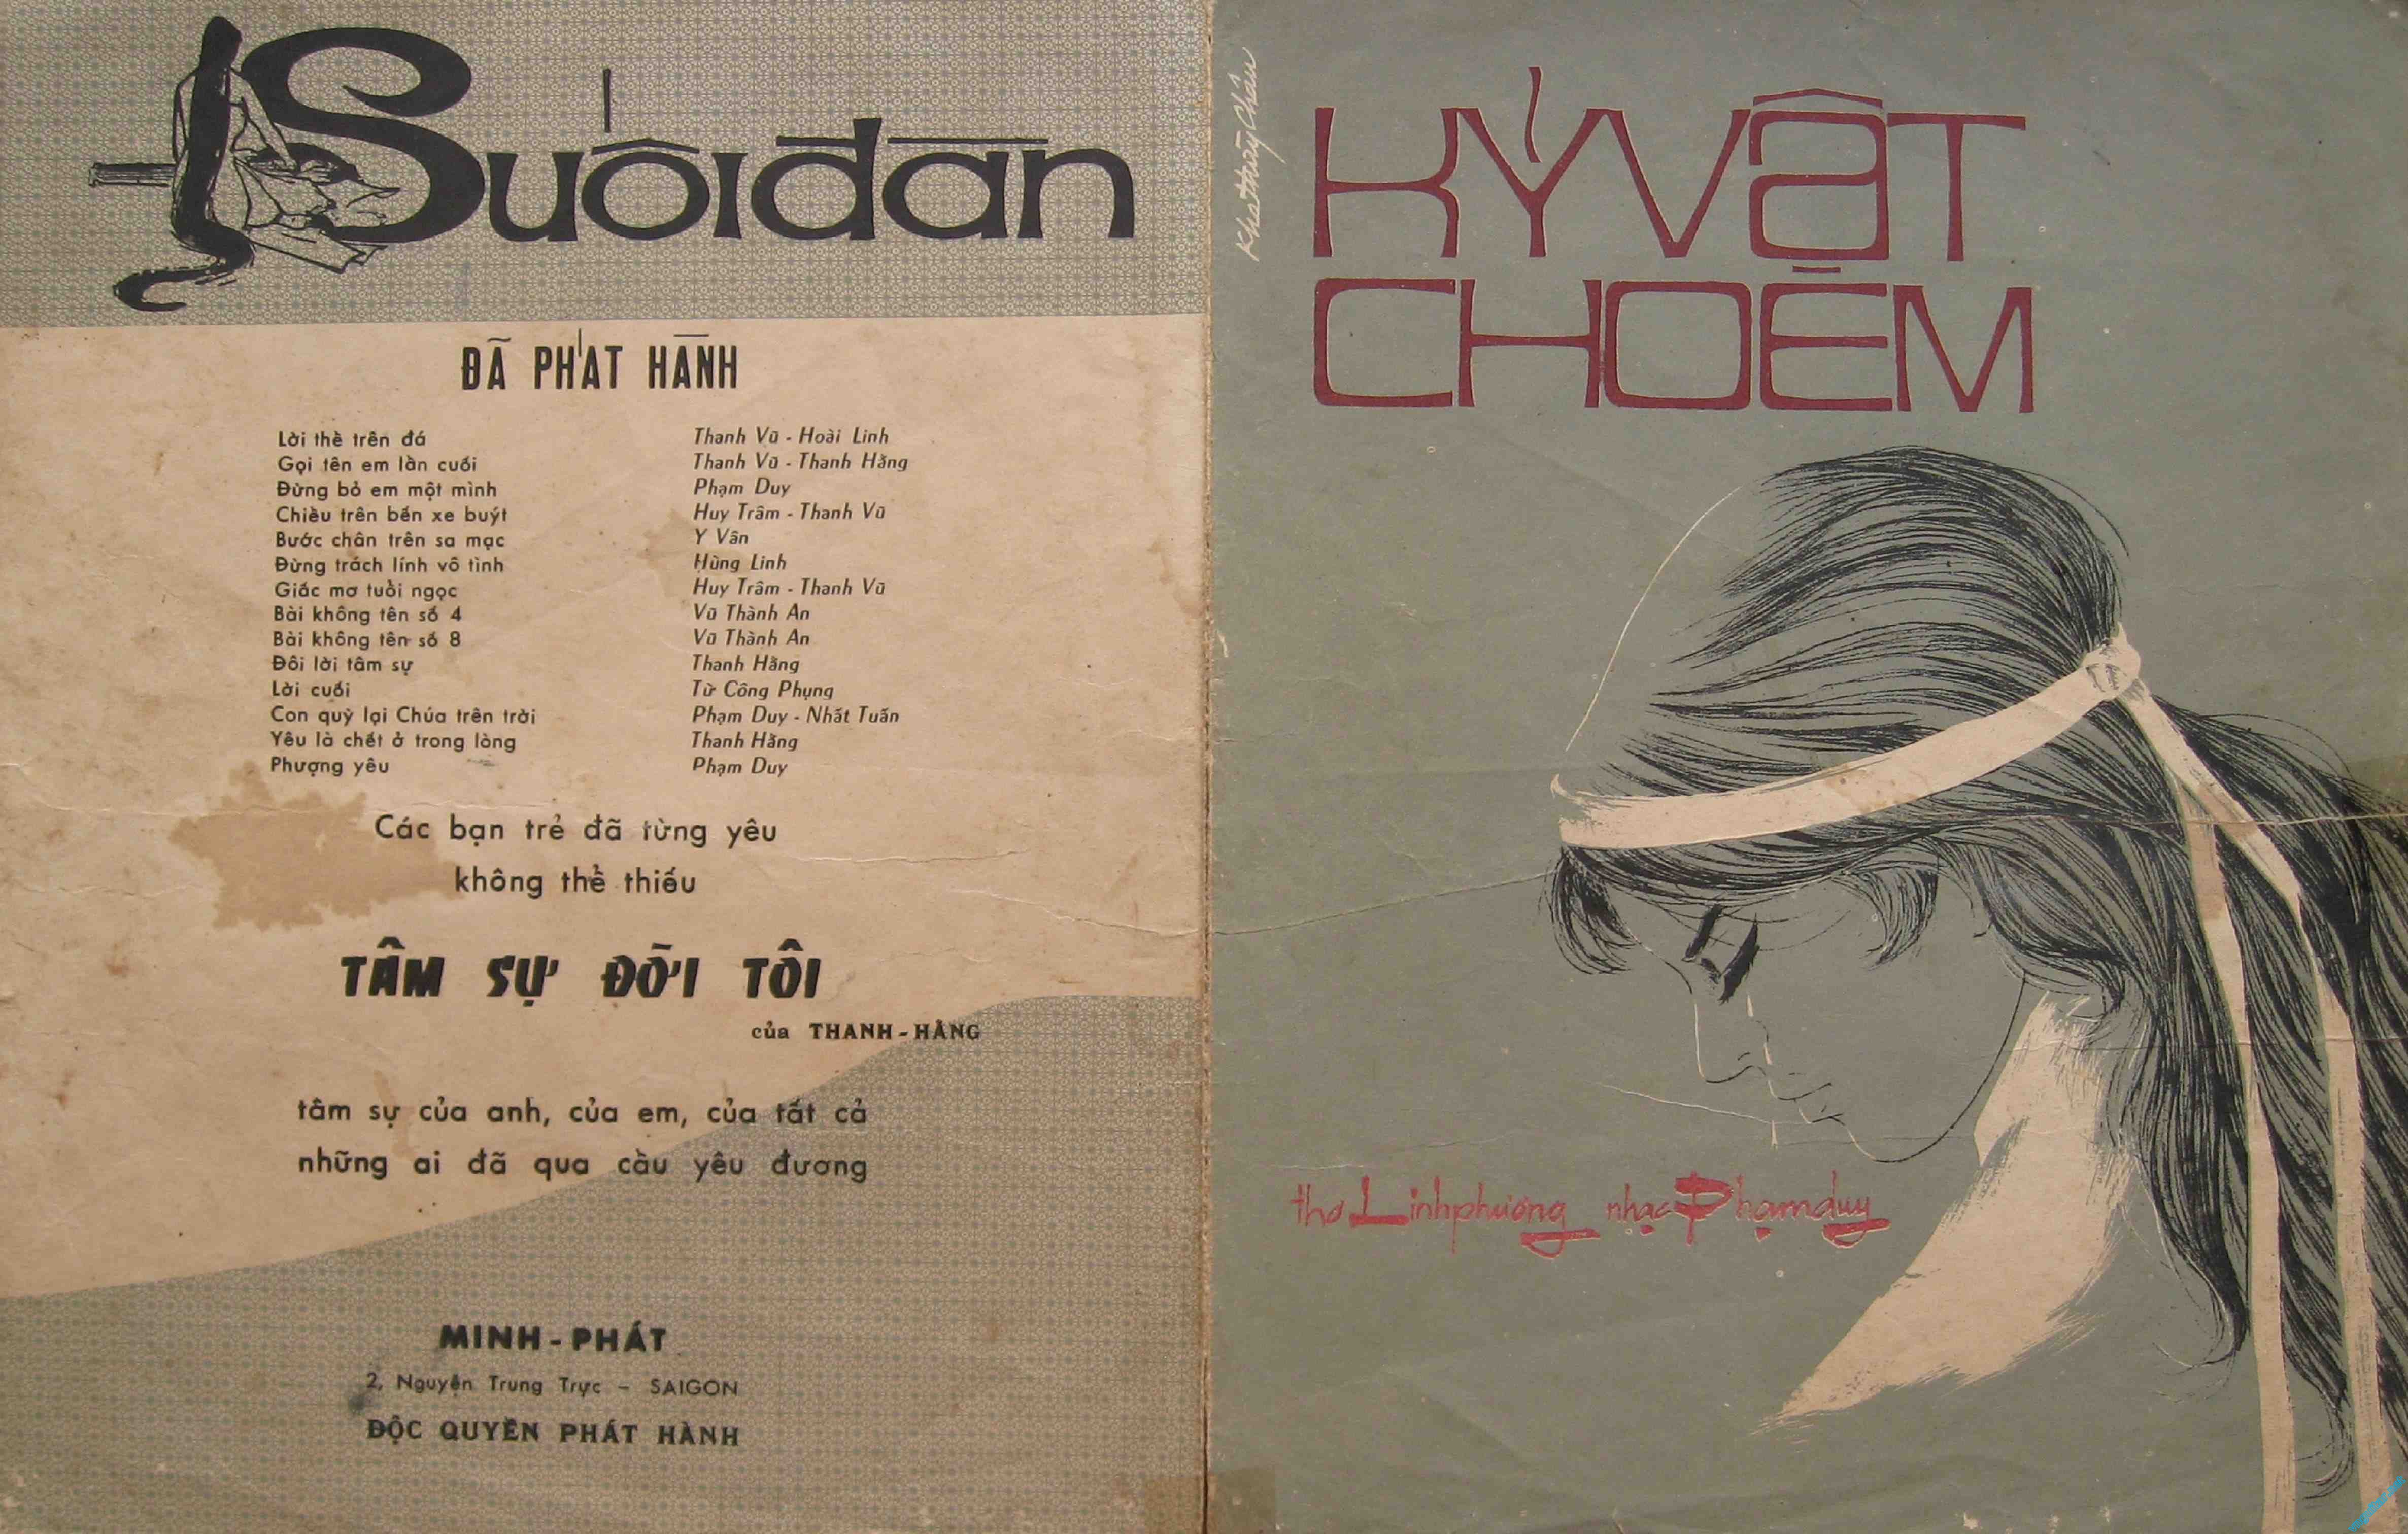 Suối đàn
ĐÃ PHÁT HÀNH
Lời thề trên đá Thanh Vũ - Hoài Linh
Gọi tên em lần cuối Thanh Vũ - Thanh Hằng
Đừng bỏ em một mình Phạm Duy
Chiều trên bến xe buýt Huy Trâm - Thanh Vũ
Bước chân trên sa mạc Y Vân
Đừng trách lính vô tình Hùng Linh
Giấc mơ tuổi ngọc Huy Trâm - Thanh Vũ
Bài không tên số 4 Vũ Thành An
Bài không tên số 8 Vũ Thành An
Đôi lời tâm sự Thanh Hằng
Lời cuối Từ Công Phụng
Con quỳ lại Chúa trên trời Phạm Duy - Nhất Tuấn
Yêu là chết ở trong lòng Thanh Hằng
Phượng yêu Phạm Duy
Các bạn trẻ đã từng yêu
không thể thiếu
TÂM SỰ ĐỜI TÔI
của THANH-HẰNG
tâm sự của anh, của em, của tất cả
những ai đã qua cầu yêu đương
MINH-PHÁT
2, Nguyện Trung Trực - SAIGON
ĐỘC QUYỀN PHÁT HÀNH
KỶ VẬT
CHO EM
thơ Linh phương nhạc Phạm duy